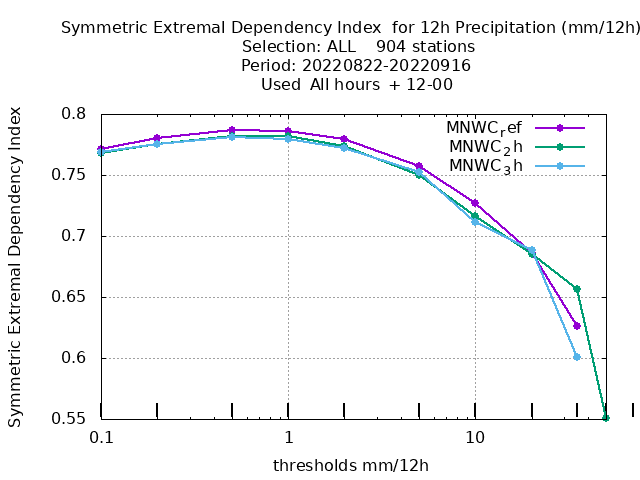 Symmetric Extremal Dependency Index  for 12h Precipitation (mm/12h)
Selection: ALL    904 stations
Period: 20220822-20220916
Used  All hours  + 12-00
Symmetric Extremal Dependency Index
0.8
0.75
0.7
0.65
0.6
0.55
MNWC_ref
MNWC_2h
MNWC_3h
0.1
1
10
thresholds mm/12h